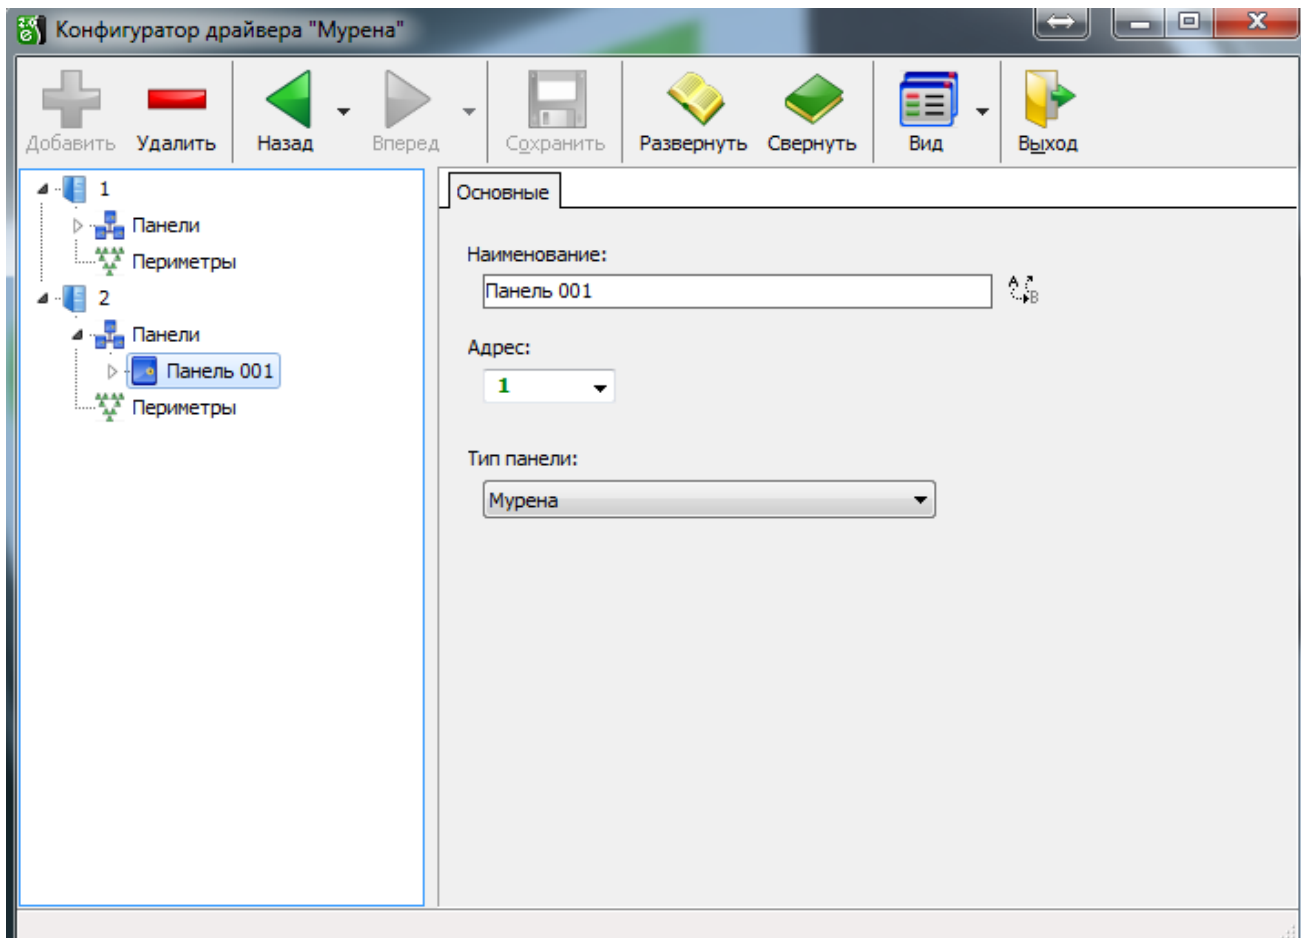 Конфигуратор драйвера "Мурена"
Добавить Удалить Назад Вперед Сохранить Развернуть Свернуть Вид Выход
1
Панели
Периметры
2
Панели
Панель 001
Периметры
Основные
Наименование:
Панель 001
A B
Адрес:
1
Тип панели:
Мурена